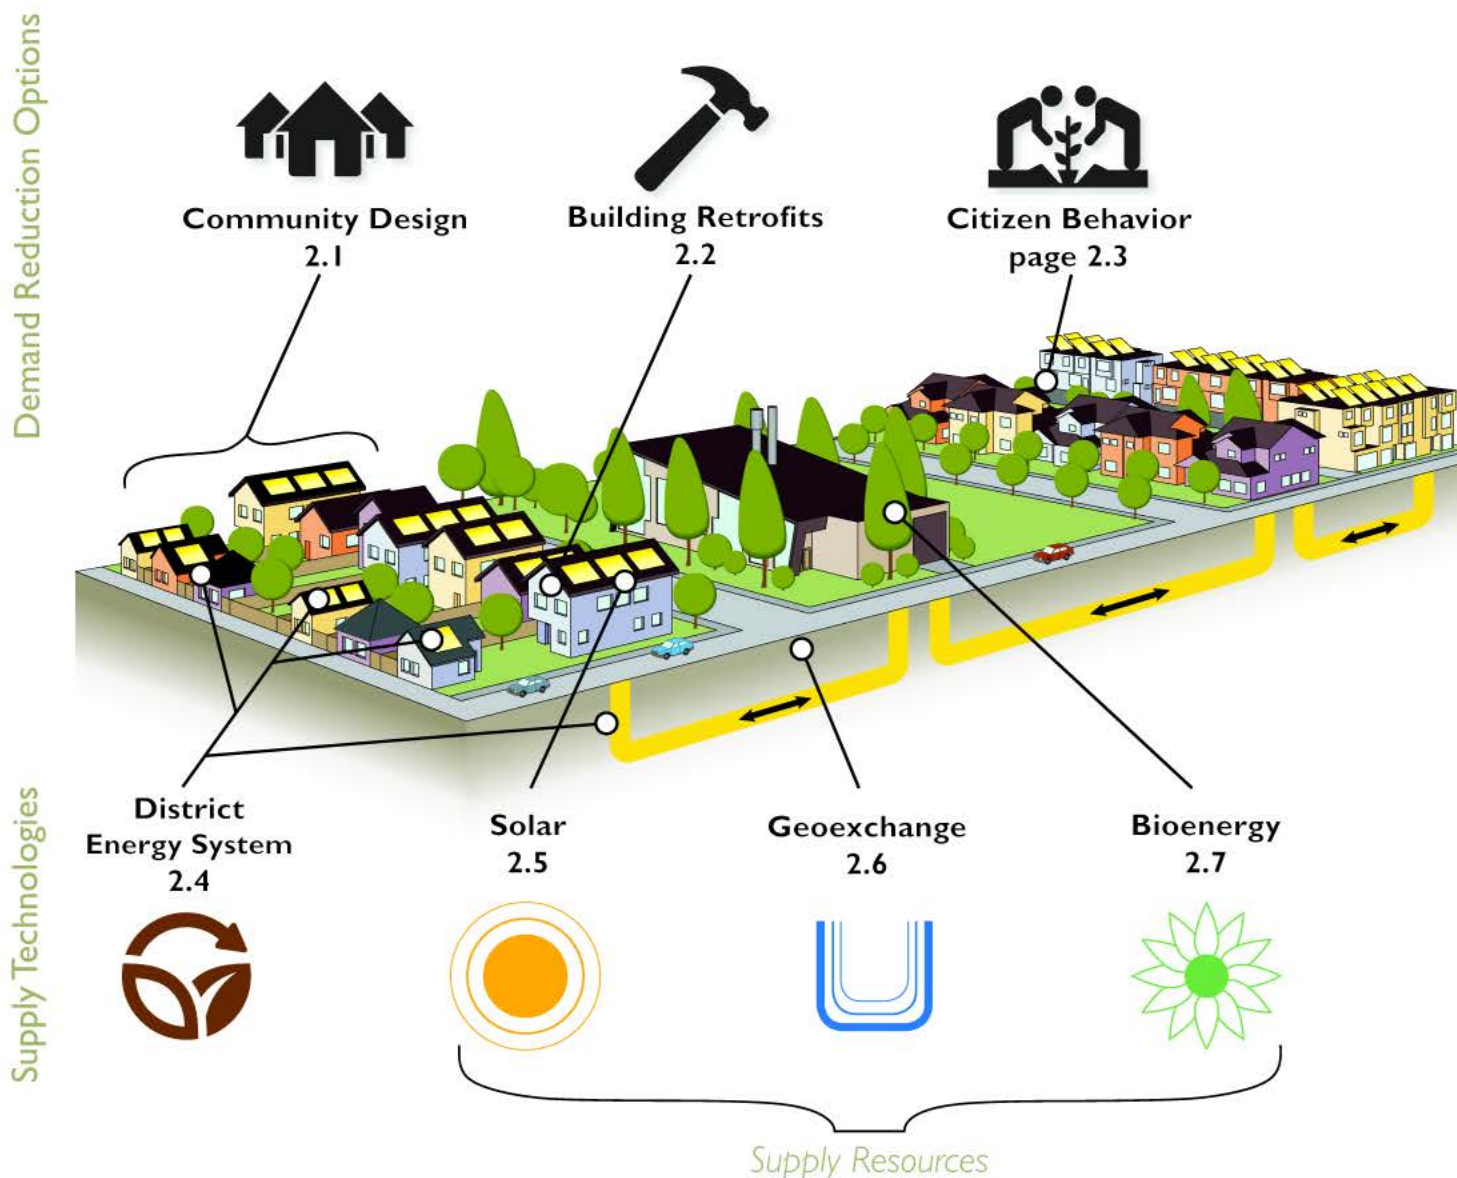 Demand Reduction Options
Community Design
2.1
Building Retrofits
2.2
Citizen Behavior
page 2.3
Supply Technologies
District
Energy System
2.4
Solar
2.5
Geoexchange
2.6
Bioenergy
2.7
Supply Resources